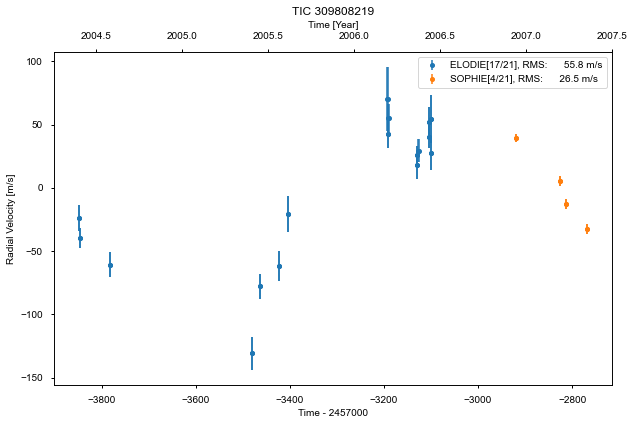 TIC 309808219
Time [Year]
2004.5 2005 2005.5 2006.0 2006.5 2007.0 2007.5
ELODIE[17/21], RMS: 55.8 m/s
SOPHIE[4/21], RMS: 26.5 m/s
Radial Velocity [m/s]
100
50
0
−50
−100
−150
−3800 −3600 −3400 −3200 −3000 −2800
Time - 2457000